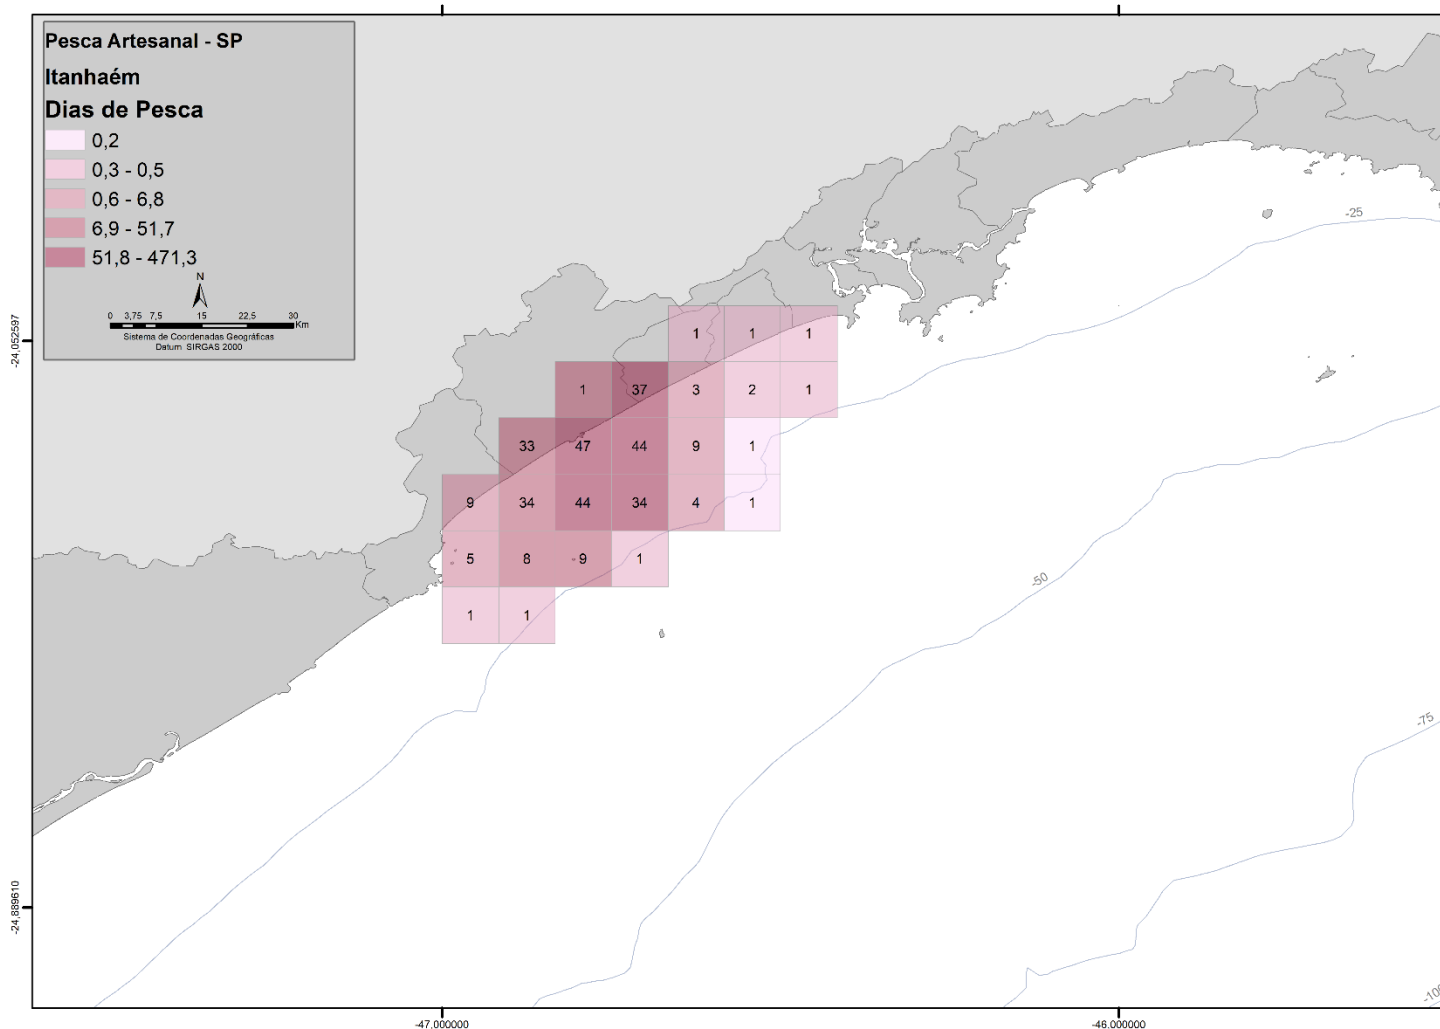 Pesca Artesanal - SP
Itanhaém
Dias de Pesca
0,2
0,3 - 0,5
0,6 - 6,8
6,9 - 51,7
51,8 - 471,3
N
0 3,75 7,5 15 22,5 30
Km
Sistema de Coordenadas Geográficas
Datum SIRGAS 2000
-25
-24,052597
1 1 1
1 37 3 2 1
33 47 44 9 1
9 34 44 34 4 1
5 8 9 1
-50
1 1
-75
-24,889610
-47,000000
-46,000000